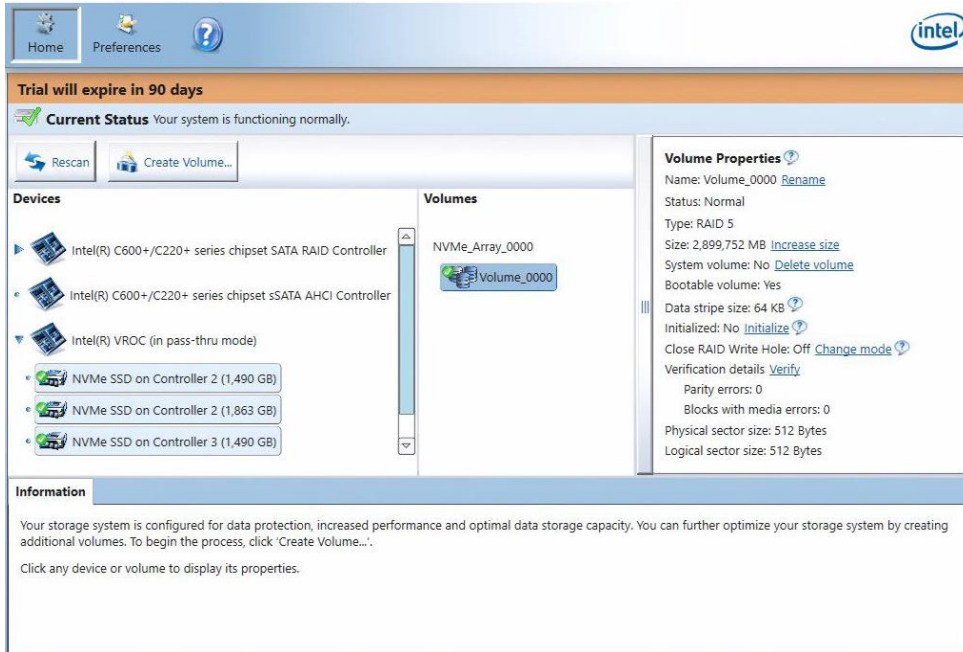 Home
Preferences
?
intel
Trial will expire in 90 days
Current Status Your system is functioning normally.
Rescan
Create Volume...
Devices
Intel(R) C600+/C220+ series chipset SATA RAID Controller
Intel(R) C600+/C220+ series chipset sSATA AHCI Controller
Intel(R) VROC (in pass-thru mode)
NVMe SSD on Controller 2 (1,490 GB)
NVMe SSD on Controller 2 (1,863 GB)
NVMe SSD on Controller 3 (1,490 GB)
Volumes
NVMe_Array_0000
Volume_0000
Volume Properties ?
Name: Volume_0000 Rename
Status: Normal
Type: RAID 5
Size: 2,899,752 MB Increase size
System volume: No Delete volume
Bootable volume: Yes
Data stripe size: 64 KB ?
Initialized: No Initialize ?
Close RAID Write Hole: Off Change mode ?
Verification details Verify
Parity errors: 0
Blocks with media errors: 0
Physical sector size: 512 Bytes
Logical sector size: 512 Bytes
Information
Your storage system is configured for data protection, increased performance and optimal data storage capacity. You can further optimize your storage system by creating
additional volumes. To begin the process, click 'Create Volume...'.
Click any device or volume to display its properties.